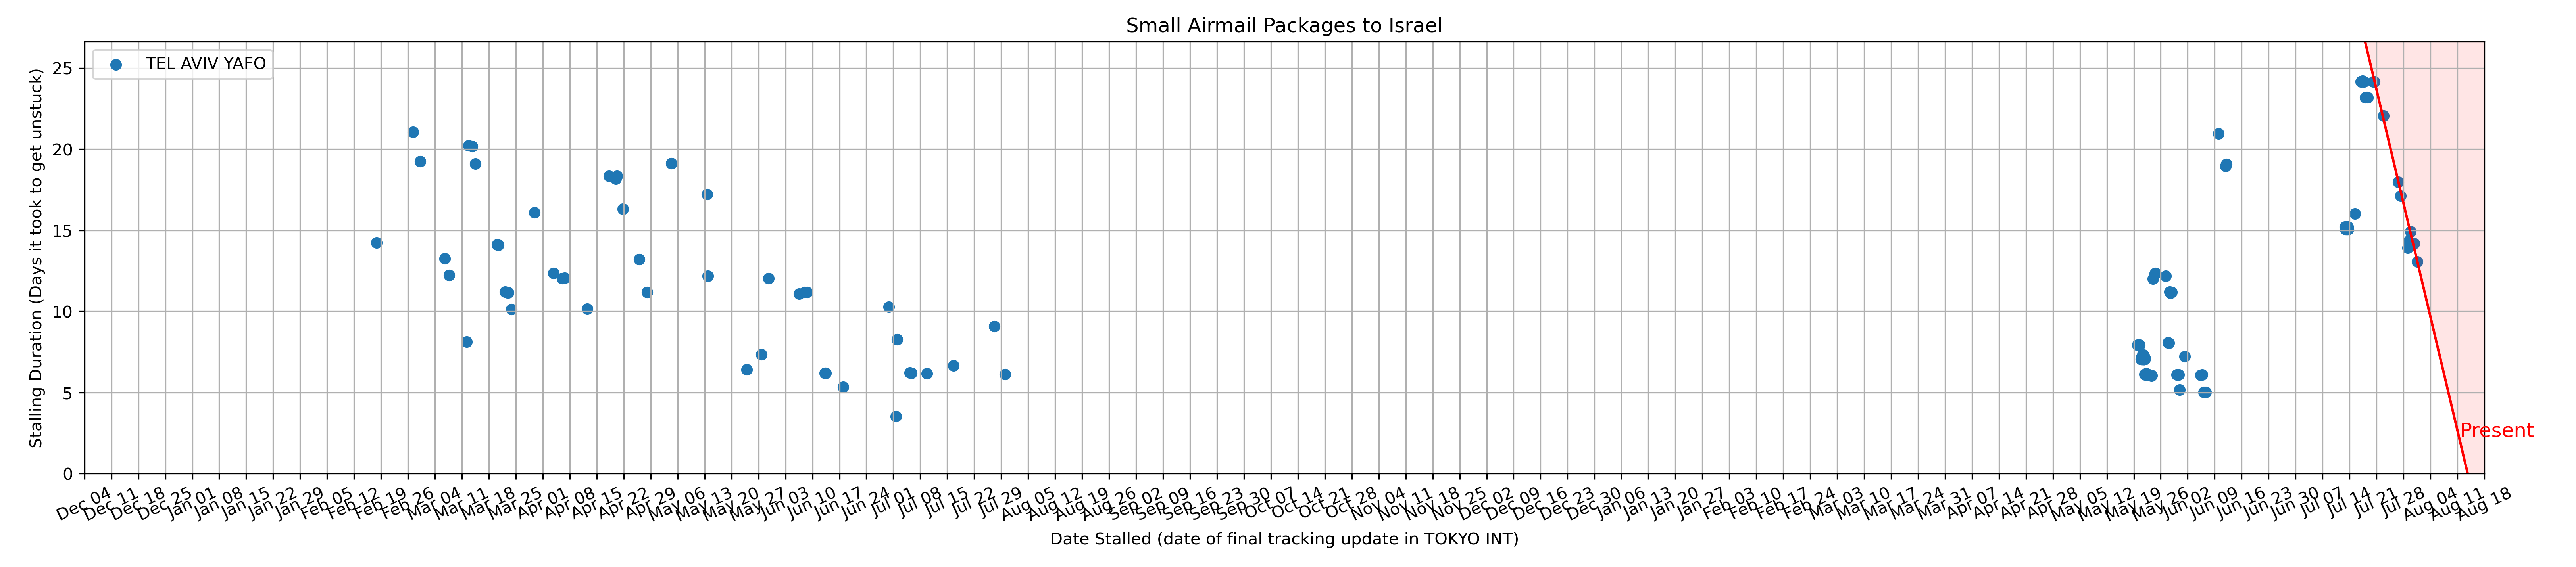 Small Airmail Packages to Israel
TEL AVIV YAFO
Stalling Duration (Days it took to get unstuck)
25
20
15
10
5
0
Present
Dec 04 Dec 11 Dec 18 Dec 25 Jan 01 Jan 08 Jan 15 Jan 22 Jan 29 Feb 05 Feb 12 Feb 19 Feb 26 Mar 04 Mar 11 Mar 18 Mar 25 Apr 01 Apr 08 Apr 15 Apr 22 Apr 29 May 06 May 13 May 20 May 27 Jun 03 Jun 10 Jun 17 Jun 24 Jul 01 Jul 08 Jul 15 Jul 22 Jul 29 Aug 05 Aug 12 Aug 19 Aug 26 Sep 02 Sep 09 Sep 16 Sep 23 Sep 30 Oct 07 Oct 14 Oct 21 Oct 28 Nov 04 Nov 11 Nov 18 Nov 25 Dec 02 Dec 09 Dec 16 Dec 23 Dec 30 Jan 06 Jan 13 Jan 20 Jan 27 Feb 03 Feb 10 Feb 17 Feb 24 Mar 03 Mar 10 Mar 17 Mar 24 Mar 31 Apr 07 Apr 14 Apr 21 Apr 28 May 05 May 12 May 19 May 26 Jun 02 Jun 09 Jun 16 Jun 23 Jun 30 Jul 07 Jul 14 Jul 21 Jul 28 Aug 04 Aug 11 Aug 18
Date Stalled (date of final tracking update in TOKYO INT)